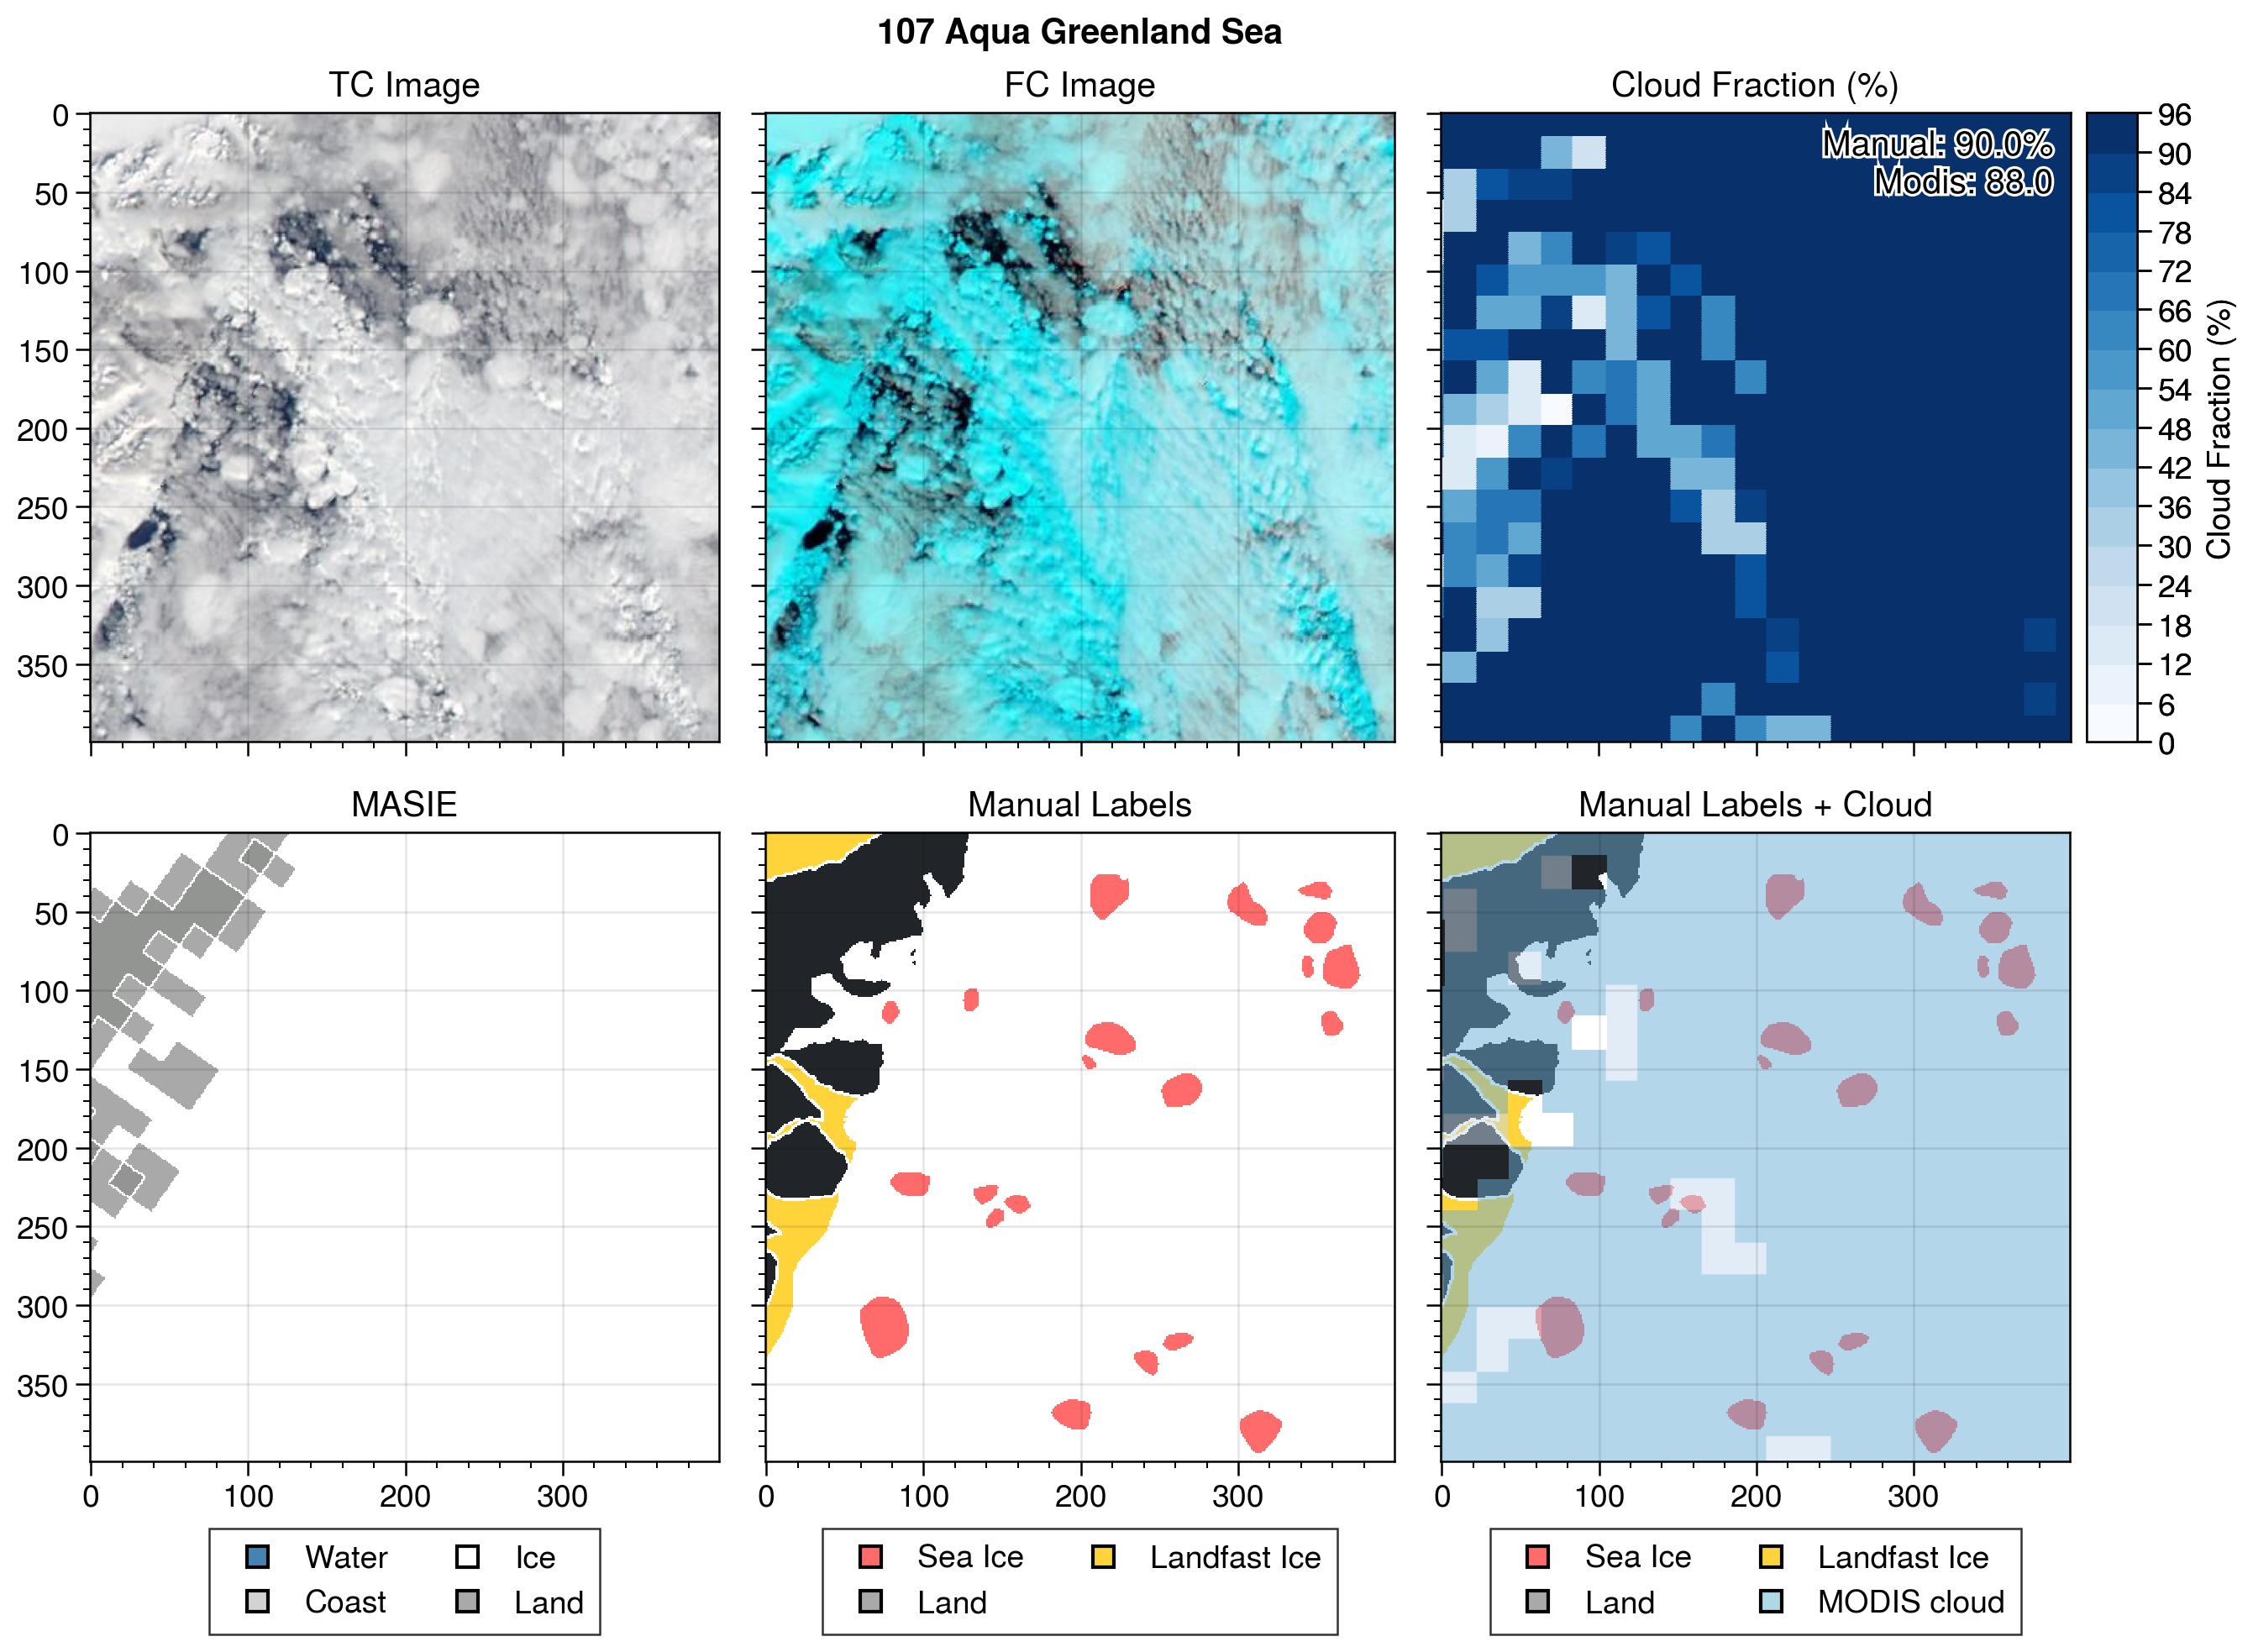 107 Aqua Greenland Sea
TC Image
FC Image
Cloud Fraction (%)
0
50
100
150
200
250
300
350
Manual: 90.0%
Modis: 88.0
96
90
84
78
72
66
60
54
48
42
36
30
24
18
12
6
0
Cloud Fraction (%)
MASIE
Manual Labels
Manual Labels + Cloud
0
50
100
150
200
250
300
350
0 100 200 300
0 100 200 300
0 100 200 300
Water Ice
Coast Land
Sea Ice Landfast Ice
Land
Sea Ice Landfast Ice
Land MODIS cloud